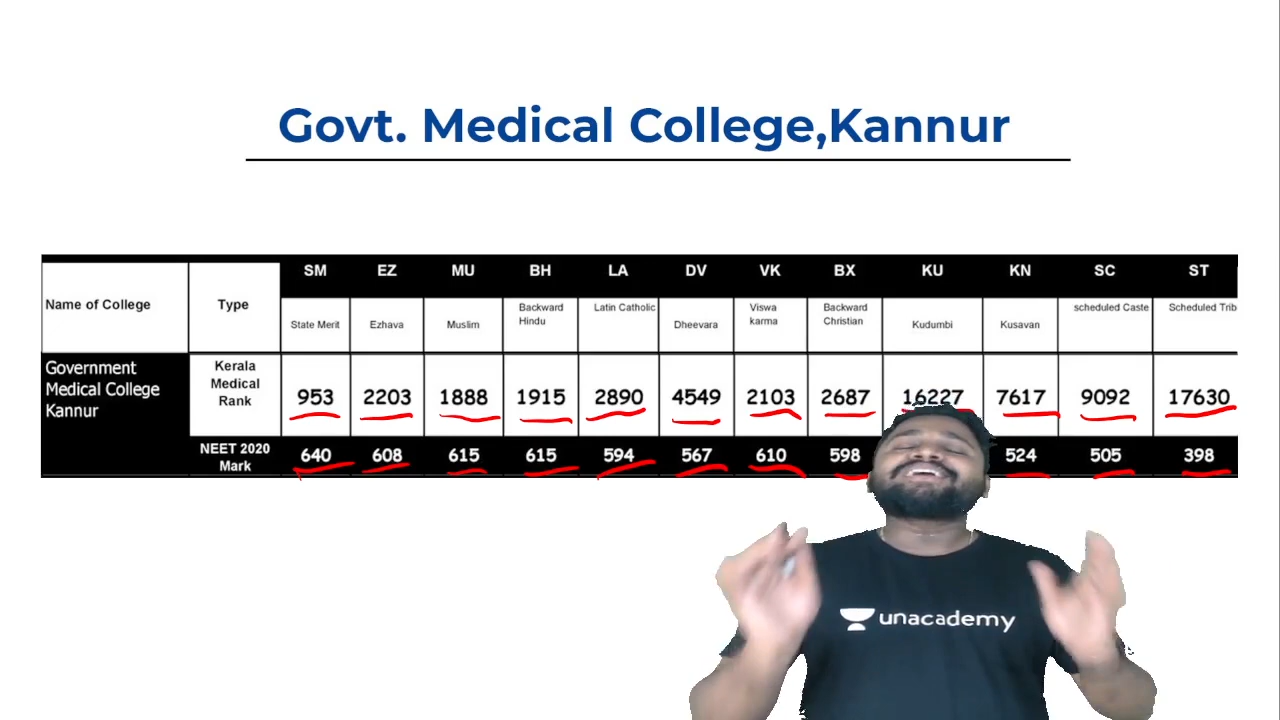 Govt. Medical College,Kannur
Name of College Type SM EZ MU BH LA DV VK BX KU KN SC ST
State Merit Ezhava Muslim Backward Hindu Latin Catholic Dheevara Viswa karma Backward Christian Kudumbi Kusavan scheduled Caste Scheduled Trib
Government Medical College Kannur
Kerala Medical Rank 953 2203 1888 1915 2890 4549 2103 2687 16227 7617 9092 17630
NEET 2020 Mark 640 608 615 615 594 567 610 598 524 505 398
unacademy